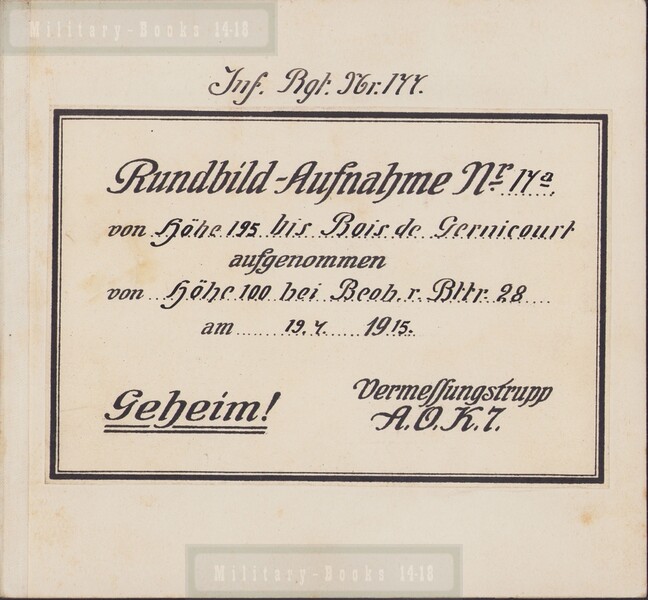 Military-Books 14-18
Inf. Rgt. Nr. 177.
Rundbild-Aufnahme Nr. 17a
von Höhe 195 bis Bois de Gernicourt
aufgenommen
von Höhe 100 bei Beob. r. Bttr. 28
am 19. 7. 1915.
Geheim!
Vermessungstrupp
A.O.K.7.
Military-Books 14-18